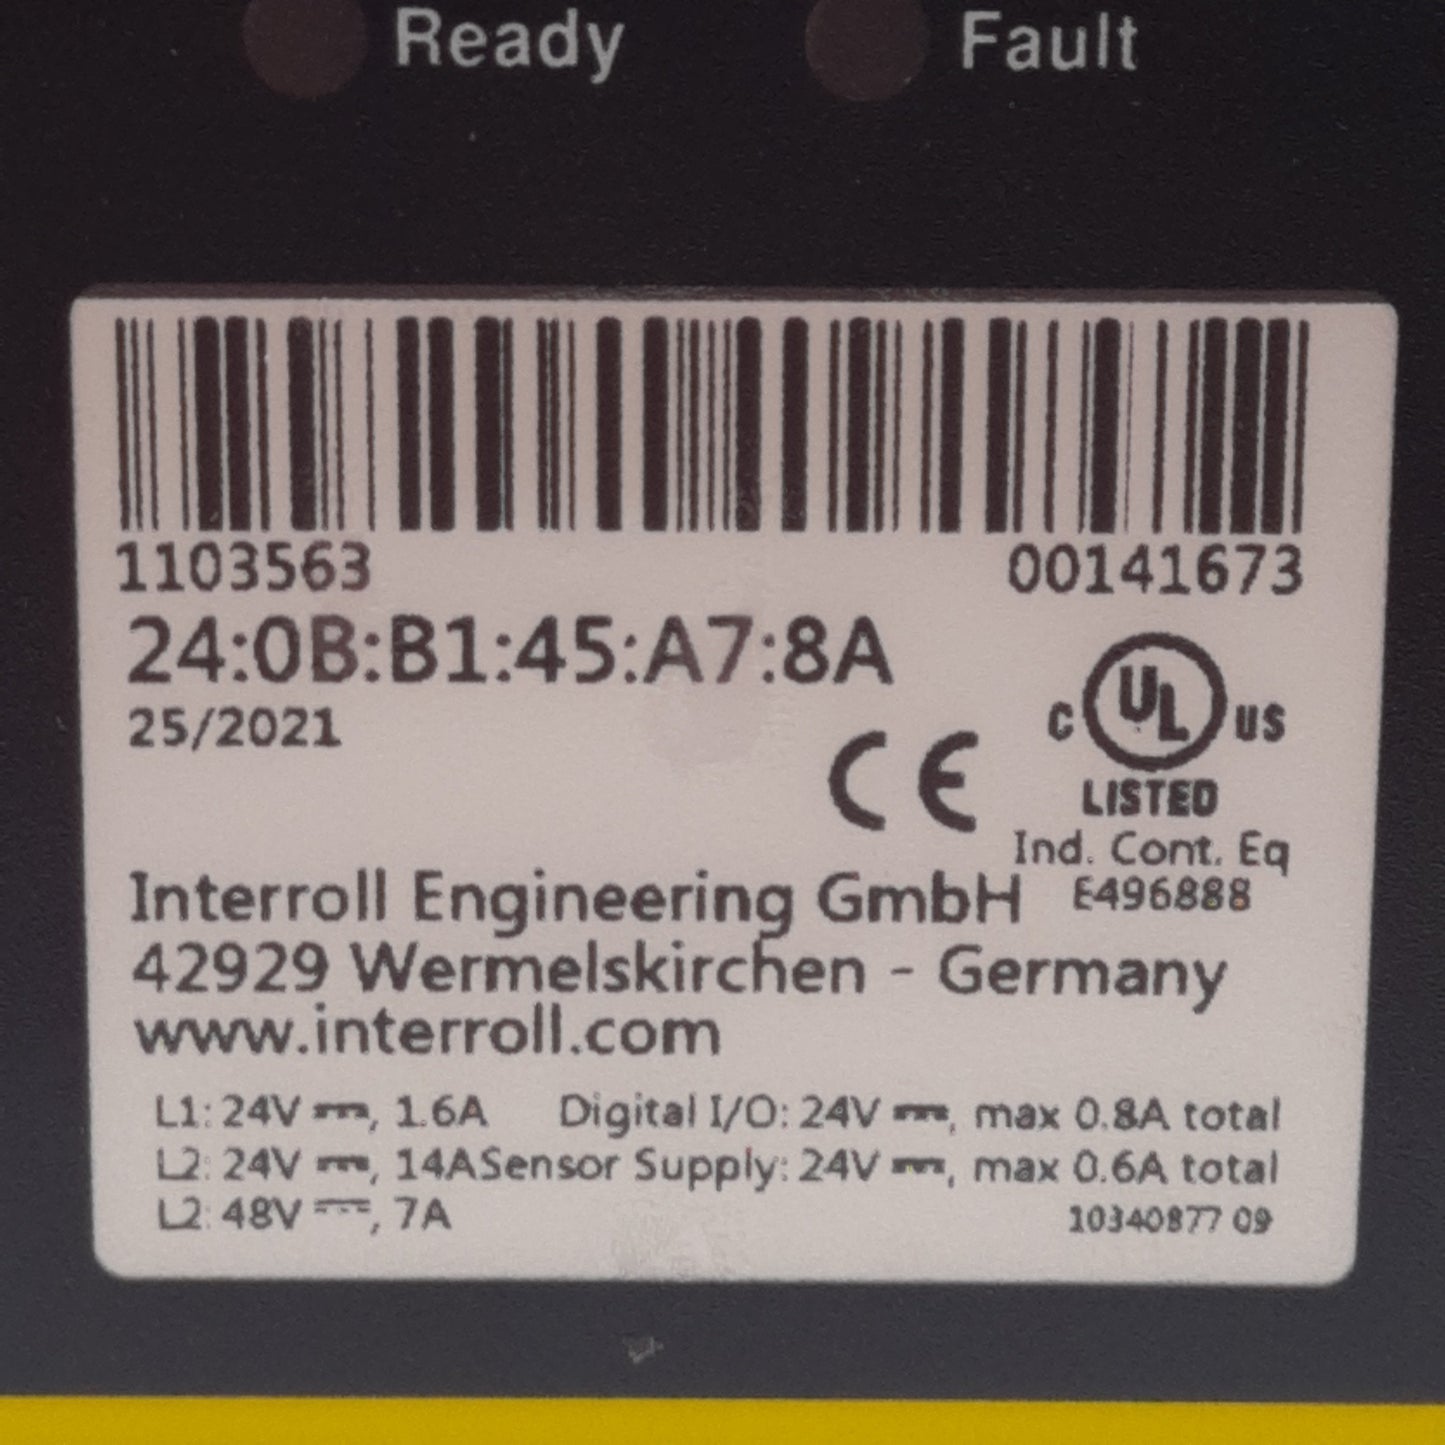 Ready Fault
1103563 00141673
24:0B:B1:45:A7:8A
25/2021
CE
C UL US
LISTED
Ind. Cont. Eq
E496888
Interroll Engineering GmbH
42929 Wermelskirchen - Germany
www.interroll.com
L1: 24V ⎓, 1.6A Digital I/O: 24V ⎓, max 0.8A total
L2: 24V ⎓, 14A Sensor Supply: 24V ⎓, max 0.6A total
L2: 48V ⎓, 7A
10340877 09